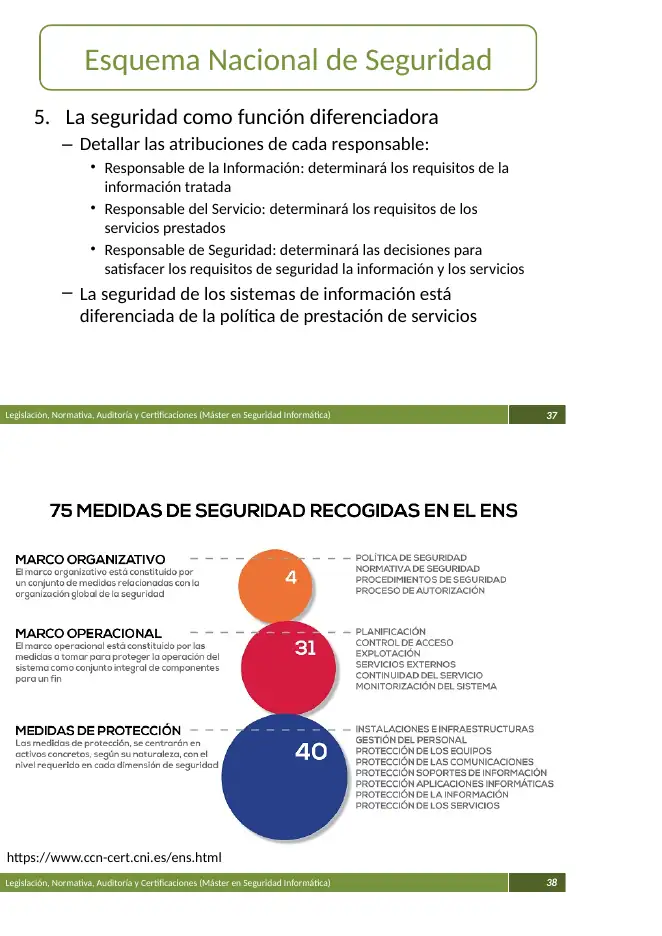 Esquema Nacional de Seguridad
5. La seguridad como función diferenciadora
– Detallar las atribuciones de cada responsable:
• Responsable de la Información: determinará los requisitos de la
información tratada
• Responsable del Servicio: determinará los requisitos de los
servicios prestados
• Responsable de Seguridad: determinará las decisiones para
satisfacer los requisitos de seguridad la información y los servicios
– La seguridad de los sistemas de información está
diferenciada de la política de prestación de servicios
Legislación, Normativa, Auditoría y Certificaciones (Máster en Seguridad Informática)
37
75 MEDIDAS DE SEGURIDAD RECOGIDAS EN EL ENS
MARCO ORGANIZATIVO
El marco organizativo está constituido por
un conjunto de medidas relacionadas con la
organización global de la seguridad
4
POLÍTICA DE SEGURIDAD
NORMATIVA DE SEGURIDAD
PROCEDIMIENTOS DE SEGURIDAD
PROCESO DE AUTORIZACIÓN
MARCO OPERACIONAL
El marco operacional está constituido por las
medidas a tomar para proteger la operación del
sistema como conjunto integral de componentes
para un fin
31
PLANIFICACIÓN
CONTROL DE ACCESO
EXPLOTACIÓN
SERVICIOS EXTERNOS
CONTINUIDAD DEL SERVICIO
MONITORIZACIÓN DEL SISTEMA
MEDIDAS DE PROTECCIÓN
Las medidas de protección, se centrarán en
activos concretos, según su naturaleza, con el
nivel requerido en cada dimensión de seguridad
40
INSTALACIONES E INFRAESTRUCTURAS
GESTIÓN DEL PERSONAL
PROTECCIÓN DE LOS EQUIPOS
PROTECCIÓN DE LAS COMUNICACIONES
PROTECCIÓN SOPORTES DE INFORMACIÓN
PROTECCIÓN APLICACIONES INFORMÁTICAS
PROTECCIÓN DE LA INFORMACIÓN
PROTECCIÓN DE LOS SERVICIOS
https://www.ccn-cert.cni.es/ens.html
Legislación, Normativa, Auditoría y Certificaciones (Máster en Seguridad Informática)
38